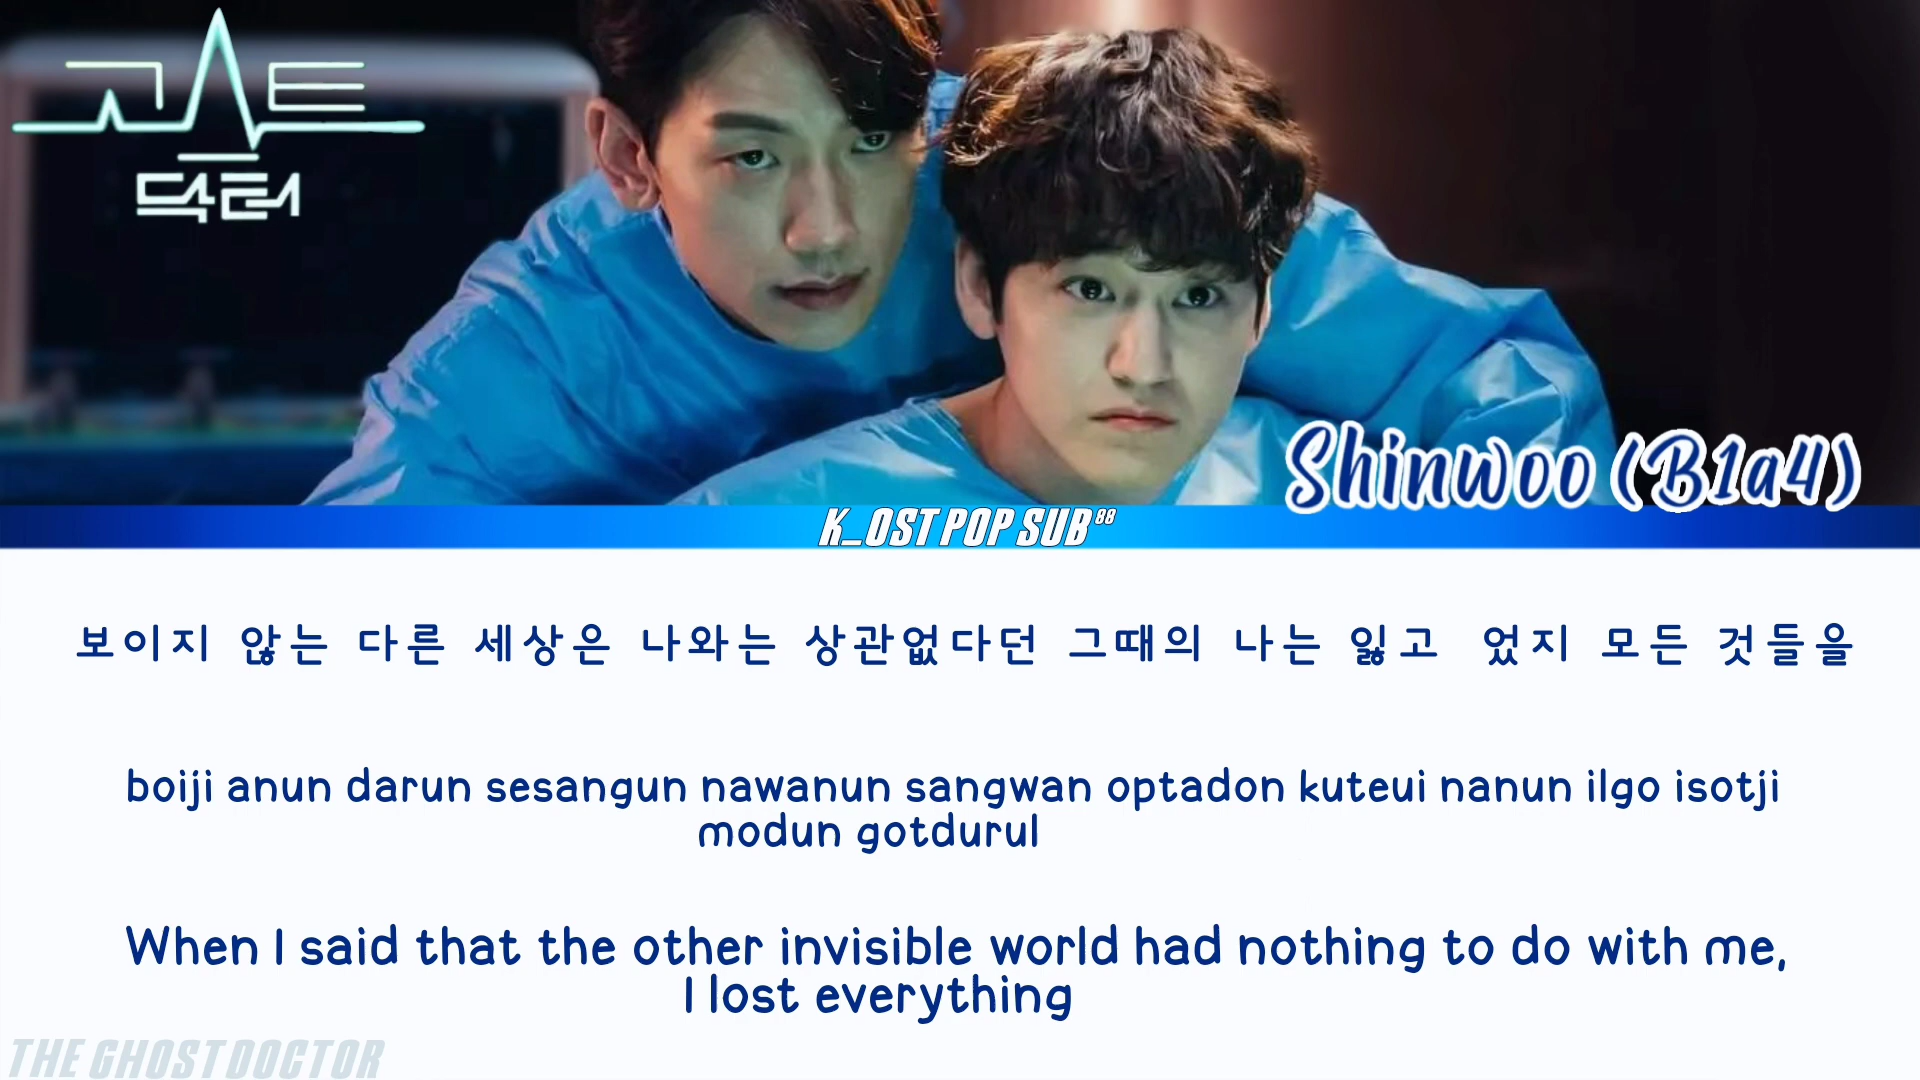 고스트
닥터
Shinwoo (B1a4)
K_OST POP SUB88
보이지 않는 다른 세상은 나와는 상관없다던 그때의 나는 잃고 었지 모든 것들을
boiji anun darun sesangun nawanun sangwan optadon kuteui nanun ilgo isotji
modun gotdurul
When I said that the other invisible world had nothing to do with me,
I lost everything
THE GHOST DOCTOR